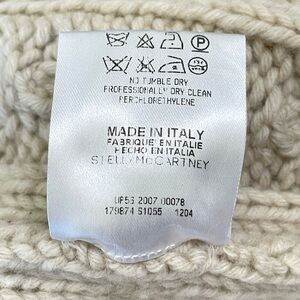 P
NO TUMBLE DRY
PROFESSIONALLY DRY CLEAN
PERCHLORETHYLENE
MADE IN ITALY
FABRIQUE EN ITALIE
HECHO EN ITALIA
STELLA McCARTNEY
UP5S 2007 00078
179874 S1055 1204